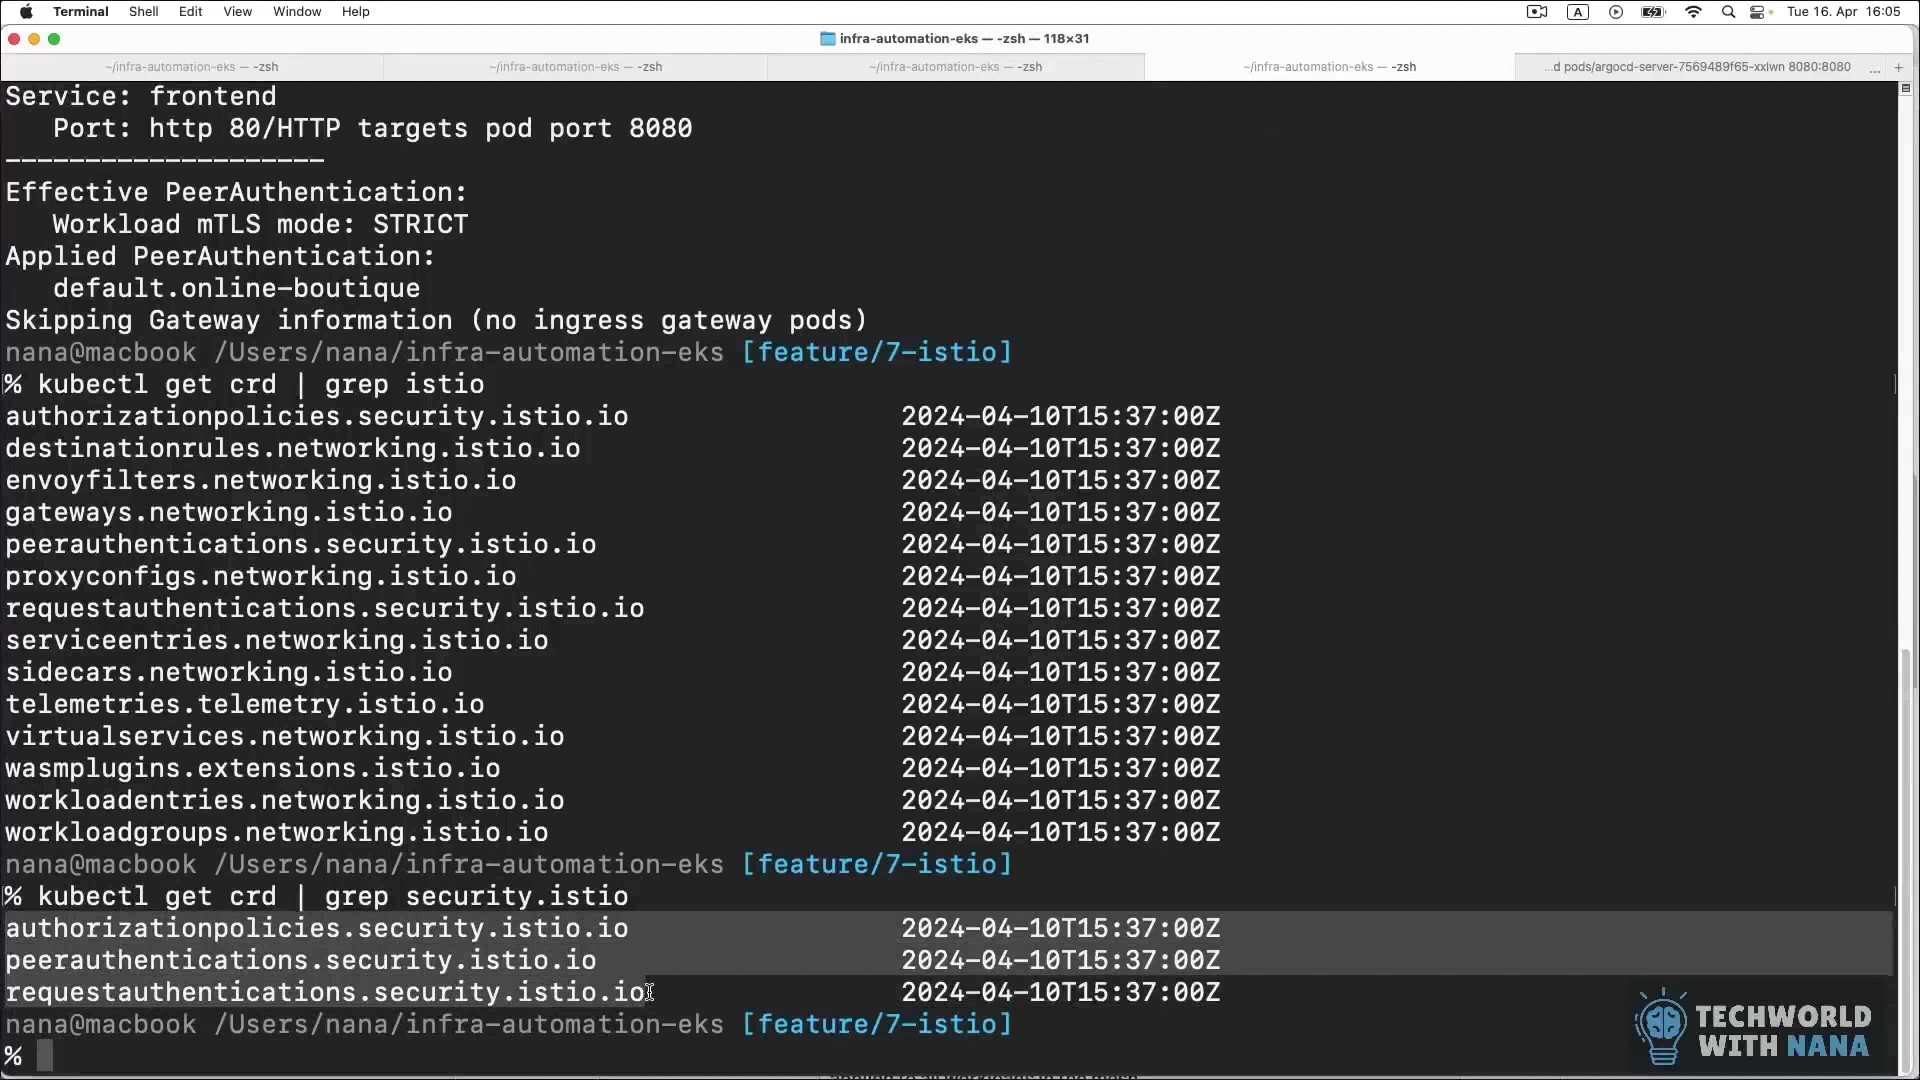 Terminal Shell Edit View Window Help Tue 16. Apr 16:05
infra-automation-eks — -zsh — 118×31
~/infra-automation-eks — -zsh ~/infra-automation-eks — -zsh ~/infra-automation-eks — -zsh ~/infra-automation-eks — -zsh ...d pods/argocd-server-7569489f65-xxlwn 8080:8080 ... +
Service: frontend
Port: http 80/HTTP targets pod port 8080
--------------------
Effective PeerAuthentication:
Workload mTLS mode: STRICT
Applied PeerAuthentication:
default.online-boutique
Skipping Gateway information (no ingress gateway pods)
nana@macbook /Users/nana/infra-automation-eks [feature/7-istio]
% kubectl get crd | grep istio
authorizationpolicies.security.istio.io 2024-04-10T15:37:00Z
destinationrules.networking.istio.io 2024-04-10T15:37:00Z
envoyfilters.networking.istio.io 2024-04-10T15:37:00Z
gateways.networking.istio.io 2024-04-10T15:37:00Z
peerauthentications.security.istio.io 2024-04-10T15:37:00Z
proxyconfigs.networking.istio.io 2024-04-10T15:37:00Z
requestauthentications.security.istio.io 2024-04-10T15:37:00Z
serviceentries.networking.istio.io 2024-04-10T15:37:00Z
sidecars.networking.istio.io 2024-04-10T15:37:00Z
telemetries.telemetry.istio.io 2024-04-10T15:37:00Z
virtualservices.networking.istio.io 2024-04-10T15:37:00Z
wasmplugins.extensions.istio.io 2024-04-10T15:37:00Z
workloadentries.networking.istio.io 2024-04-10T15:37:00Z
workloadgroups.networking.istio.io 2024-04-10T15:37:00Z
nana@macbook /Users/nana/infra-automation-eks [feature/7-istio]
% kubectl get crd | grep security.istio
authorizationpolicies.security.istio.io 2024-04-10T15:37:00Z
peerauthentications.security.istio.io 2024-04-10T15:37:00Z
requestauthentications.security.istio.io 2024-04-10T15:37:00Z
nana@macbook /Users/nana/infra-automation-eks [feature/7-istio]
%
TECHWORLD
WITH NANA